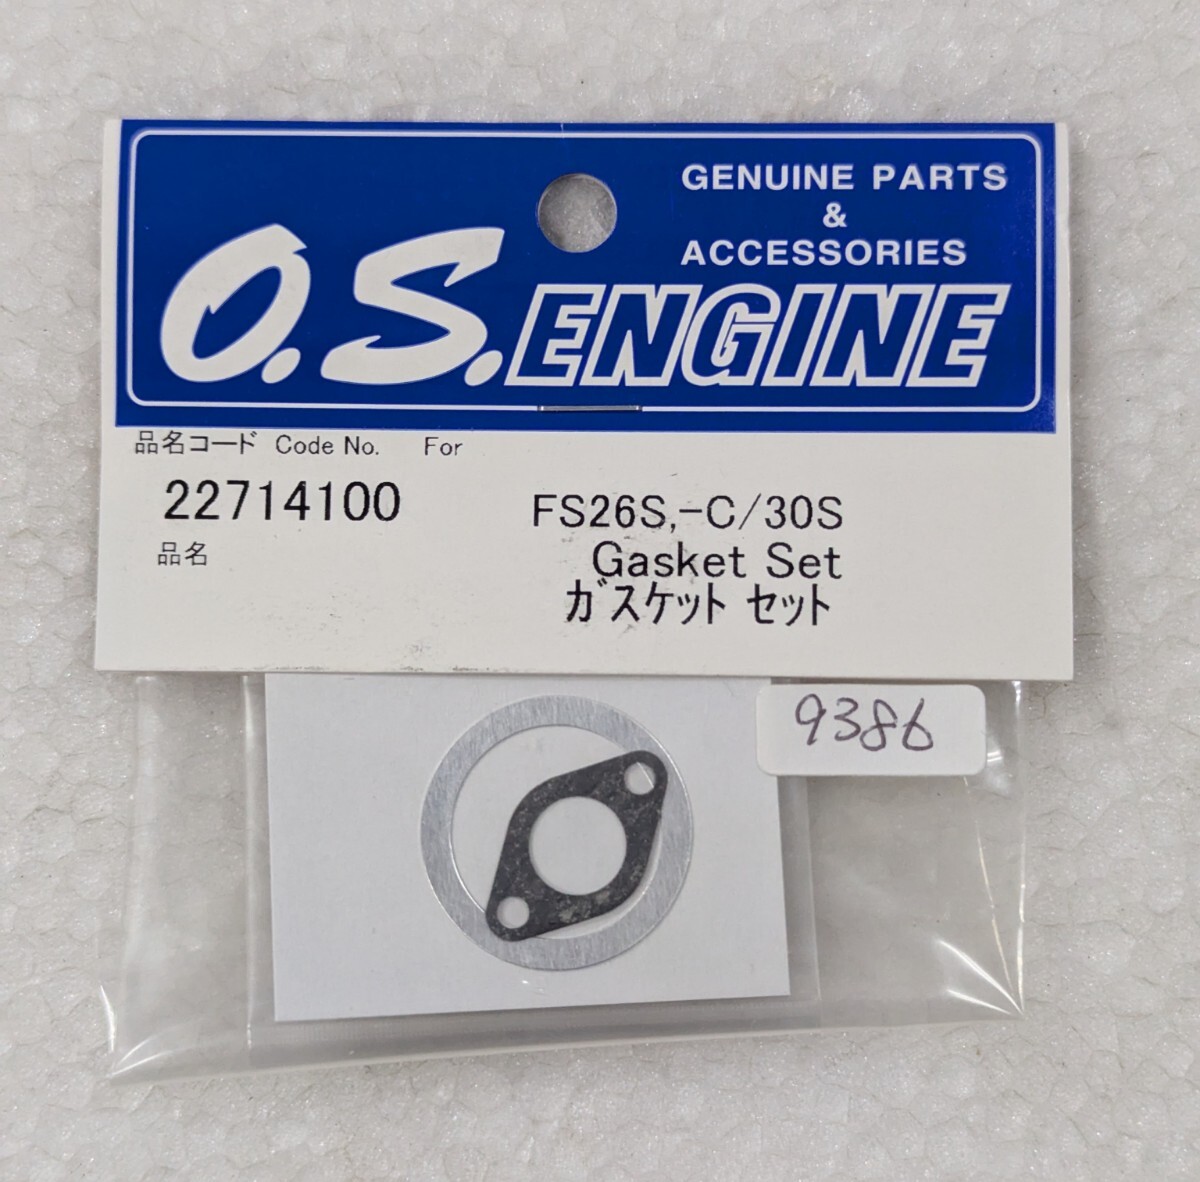 GENUINE PARTS
&
ACCESSORIES
O.S. ENGINE
品名コード Code No. For
22714100
FS26S,-C/30S
品名
Gasket Set
ガスケット セット
9386